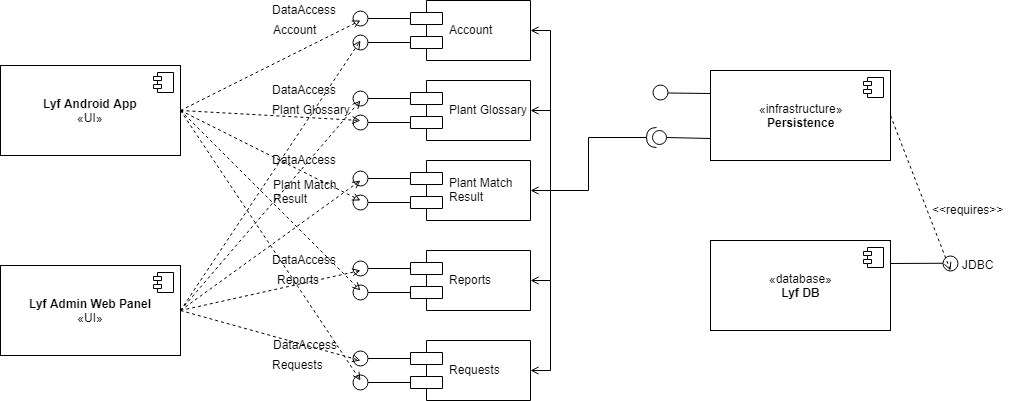 DataAccess
Account
Account
Lyf Android App
«UI»
DataAccess
Plant Glossary
Plant Glossary
DataAccess
Plant Match
Result
Plant Match
Result
«infrastructure»
Persistence
<<requires>>
Lyf Admin Web Panel
«UI»
DataAccess
Reports
Reports
«database»
Lyf DB
JDBC
DataAccess
Requests
Requests